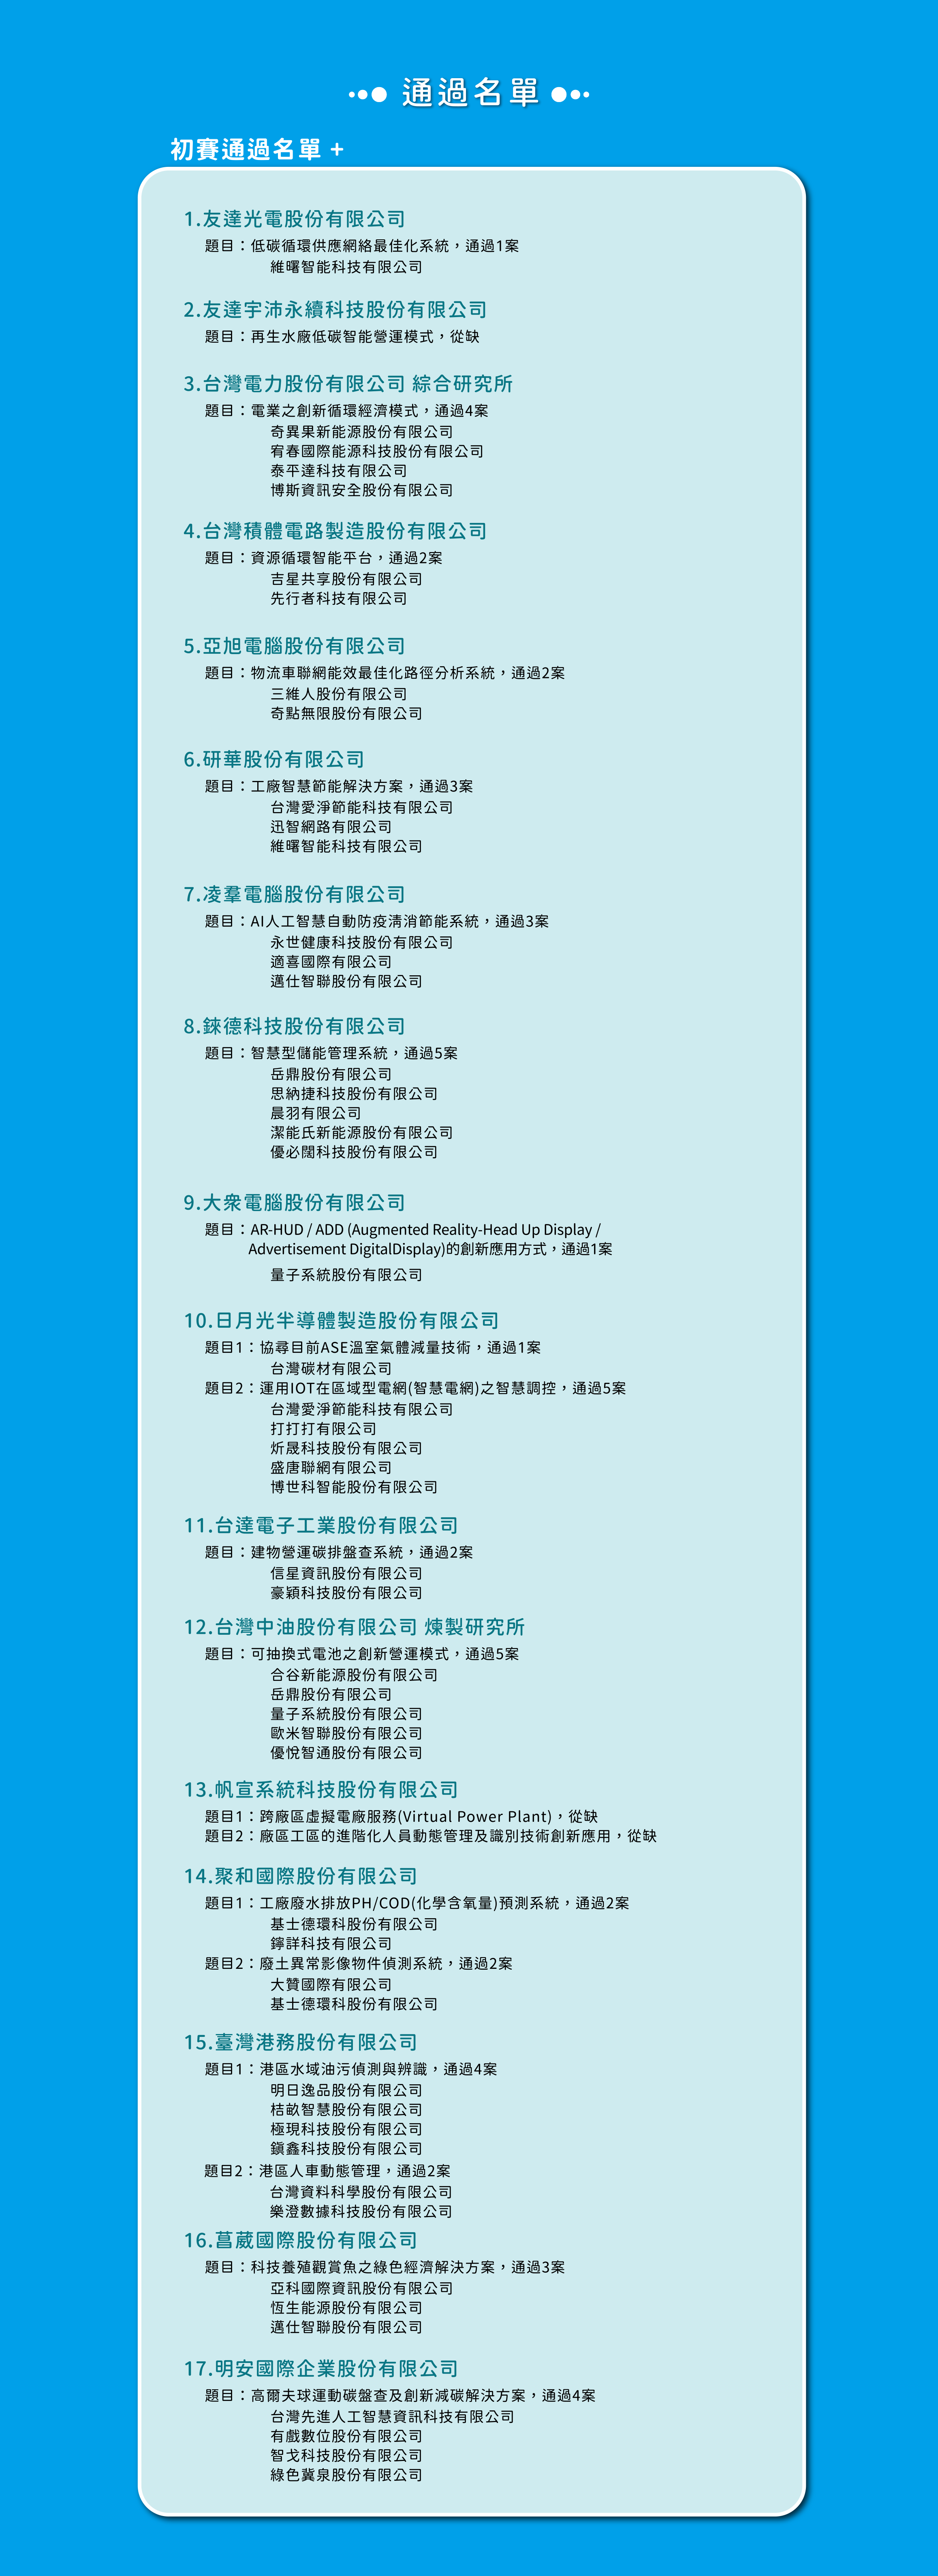 通過名單
初賽通過名單 +
1.友達光電股份有限公司
題目：低碳循環供應網絡最佳化系統，通過1案
維曙智能科技有限公司
2.友達宇沛永續科技股份有限公司
題目：再生水廠低碳智能營運模式，從缺
3.台灣電力股份有限公司 綜合研究所
題目：電業之創新循環經濟模式，通過4案
奇異果新能源股份有限公司
宥春國際能源科技股份有限公司
泰平達科技有限公司
博斯資訊安全股份有限公司
4.台灣積體電路製造股份有限公司
題目：資源循環智能平台，通過2案
吉星共享股份有限公司
先行者科技有限公司
5.亞旭電腦股份有限公司
題目：物流車聯網能效最佳化路徑分析系統，通過2案
三維人股份有限公司
奇點無限股份有限公司
6.研華股份有限公司
題目：工廠智慧節能解決方案，通過3案
台灣愛淨節能科技有限公司
迅智網路有限公司
維曙智能科技有限公司
7.凌羣電腦股份有限公司
題目：AI人工智慧自動防疫清消節能系統，通過3案
永世健康科技股份有限公司
適喜國際有限公司
邁仕智聯股份有限公司
8.錸德科技股份有限公司
題目：智慧型儲能管理系統，通過5案
岳鼎股份有限公司
思納捷科技股份有限公司
晨羽有限公司
潔能氏新能源股份有限公司
優必闊科技股份有限公司
9.大衆電腦股份有限公司
題目：AR-HUD / ADD (Augmented Reality-Head Up Display /
Advertisement DigitalDisplay)的創新應用方式，通過1案
量子系統股份有限公司
10.日月光半導體製造股份有限公司
題目1：協尋目前ASE溫室氣體減量技術，通過1案
台灣碳材有限公司
題目2：運用IOT在區域型電網(智慧電網)之智慧調控，通過5案
台灣愛淨節能科技有限公司
打打打有限公司
炘晟科技股份有限公司
盛唐聯網有限公司
博世科智能股份有限公司
11.台達電子工業股份有限公司
題目：建物營運碳排盤查系統，通過2案
信星資訊股份有限公司
豪穎科技股份有限公司
12.台灣中油股份有限公司 煉製研究所
題目：可抽換式電池之創新營運模式，通過5案
合谷新能源股份有限公司
岳鼎股份有限公司
量子系統股份有限公司
歐米智聯股份有限公司
優悅智通股份有限公司
13.帆宣系統科技股份有限公司
題目1：跨廠區虛擬電廠服務(Virtual Power Plant)，從缺
題目2：廠區工區的進階化人員動態管理及識別技術創新應用，從缺
14.聚和國際股份有限公司
題目1：工廠廢水排放PH/COD(化學含氧量)預測系統，通過2案
基士德環科股份有限公司
鑏詳科技有限公司
題目2：廢土異常影像物件偵測系統，通過2案
大贊國際有限公司
基士德環科股份有限公司
15.臺灣港務股份有限公司
題目1：港區水域油污偵測與辨識，通過4案
明日逸品股份有限公司
桔畝智慧股份有限公司
極現科技股份有限公司
鎭鑫科技股份有限公司
題目2：港區人車動態管理，通過2案
台灣資料科學股份有限公司
樂澄數據科技股份有限公司
16.菖葳國際股份有限公司
題目：科技養殖觀賞魚之綠色經濟解決方案，通過3案
亞科國際資訊股份有限公司
恆生能源股份有限公司
邁仕智聯股份有限公司
17.明安國際企業股份有限公司
題目：高爾夫球運動碳盤查及創新減碳解決方案，通過4案
台灣先進人工智慧資訊科技有限公司
有戲數位股份有限公司
智戈科技股份有限公司
綠色冀泉股份有限公司